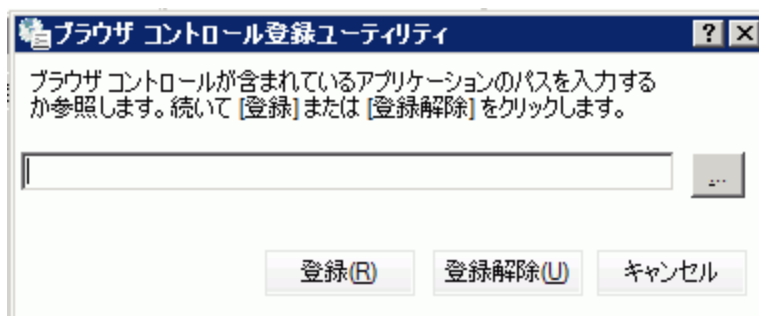 ブラウザ コントロール登録ユーティリティ
ブラウザ コントロールが含まれているアプリケーションのパスを入力する
か参照します。続いて [登録] または [登録解除] をクリックします。
...
登録(R) 登録解除(U) キャンセル